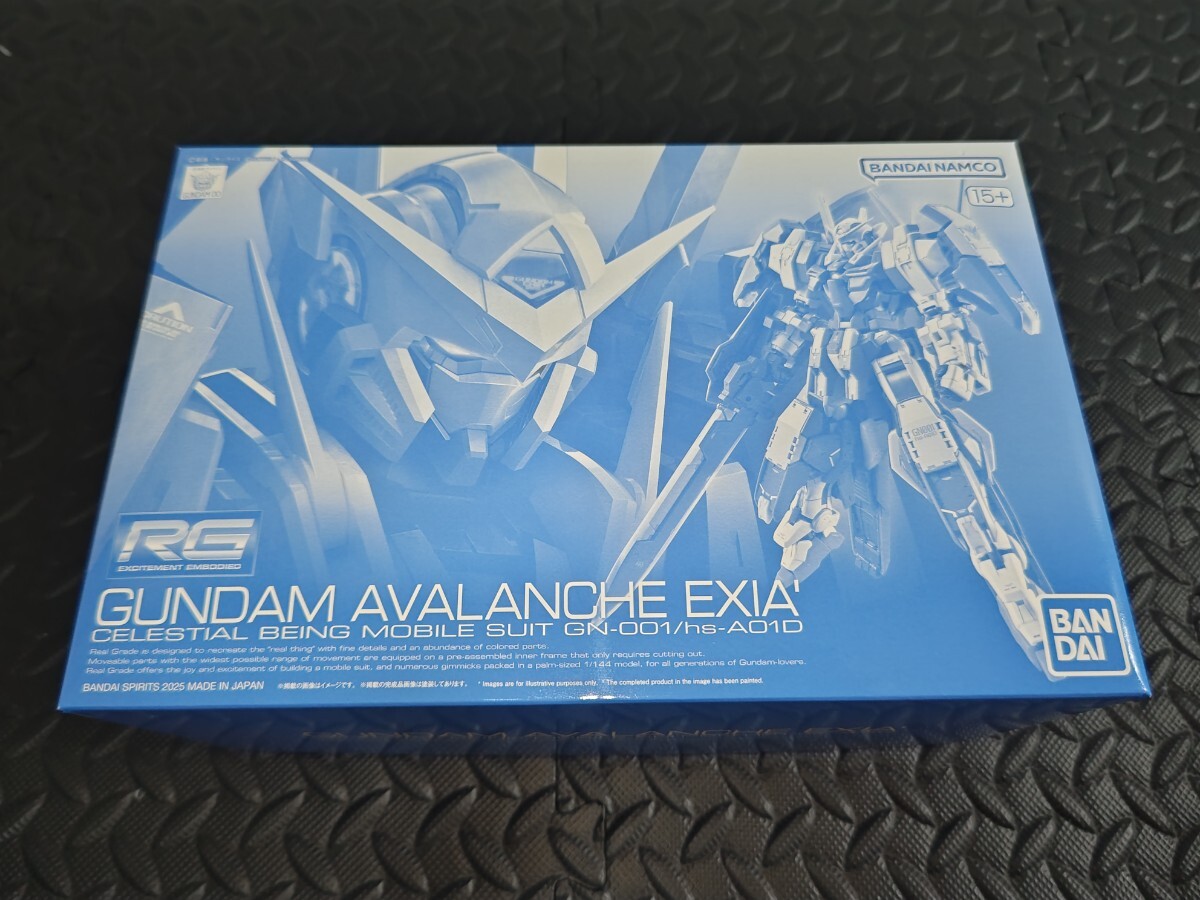 BANDAI NAMCO
15+
RG
EXCITEMENT EMBODIED
GUNDAM AVALANCHE EXIA'
CELESTIAL BEING MOBILE SUIT GN-001/hs-A01D
Real Grade is designed to recreate the "real thing" with fine details and an abundance of colored parts.
Moveable parts with the widest possible range of movement are equipped on a pre-assembled inner frame that only requires cutting out.
Real Grade offers the joy and excitement of building a mobile suit, and numerous gimmicks packed in a palm-sized 1/144 model, for all generations of Gundam-lovers.
BANDAI SPIRITS 2025 MADE IN JAPAN ※掲載の画像はイメージです。 ※掲載の完成品画像は塗装してあります。 * Images are for illustrative purposes only. * The completed product in the image has been painted.
BAN
DAI